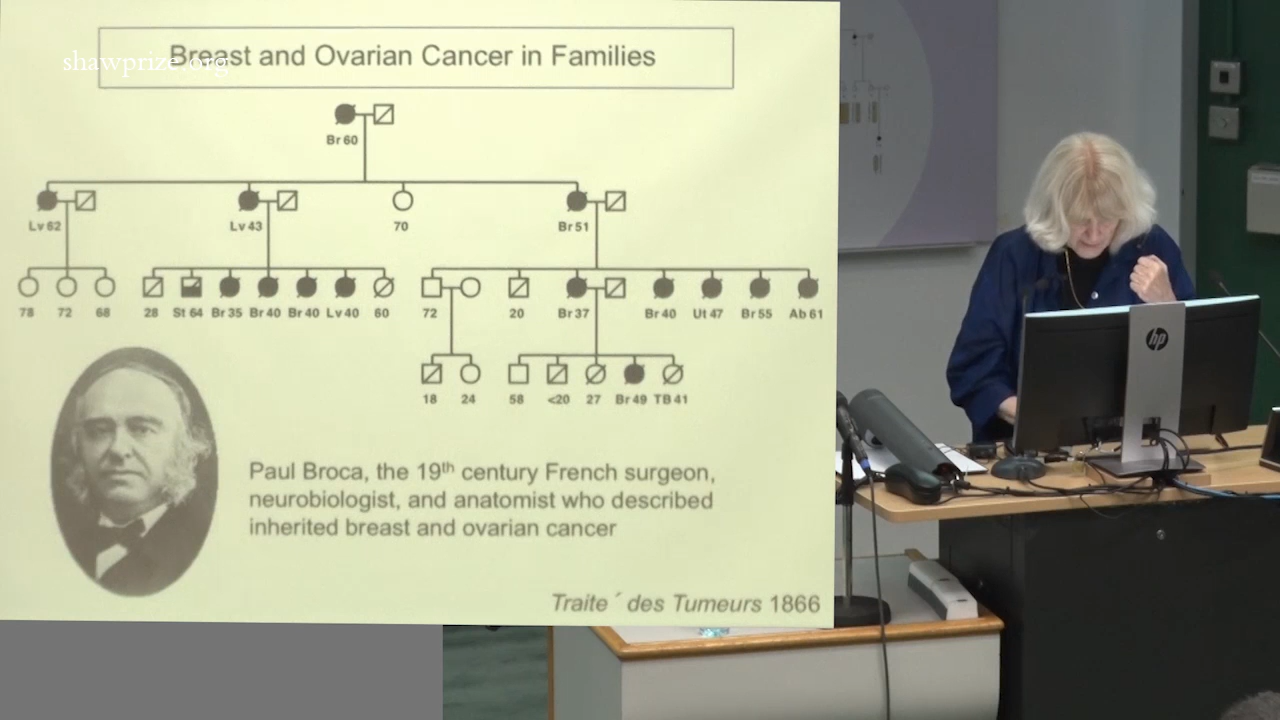 shawprize.org
Breast and Ovarian Cancer in Families
Br 60
Lv 62 Lv 43 70 Br 51
78 72 68 28 St 64 Br 35 Br 40 Br 40 Lv 40 60 72 20 Br 37 Br 40 Ut 47 Br 55 Ab 61
18 24 58 <20 27 Br 49 TB 41
Paul Broca, the 19th century French surgeon,
neurobiologist, and anatomist who described
inherited breast and ovarian cancer
Traite ´ des Tumeurs 1866
hp